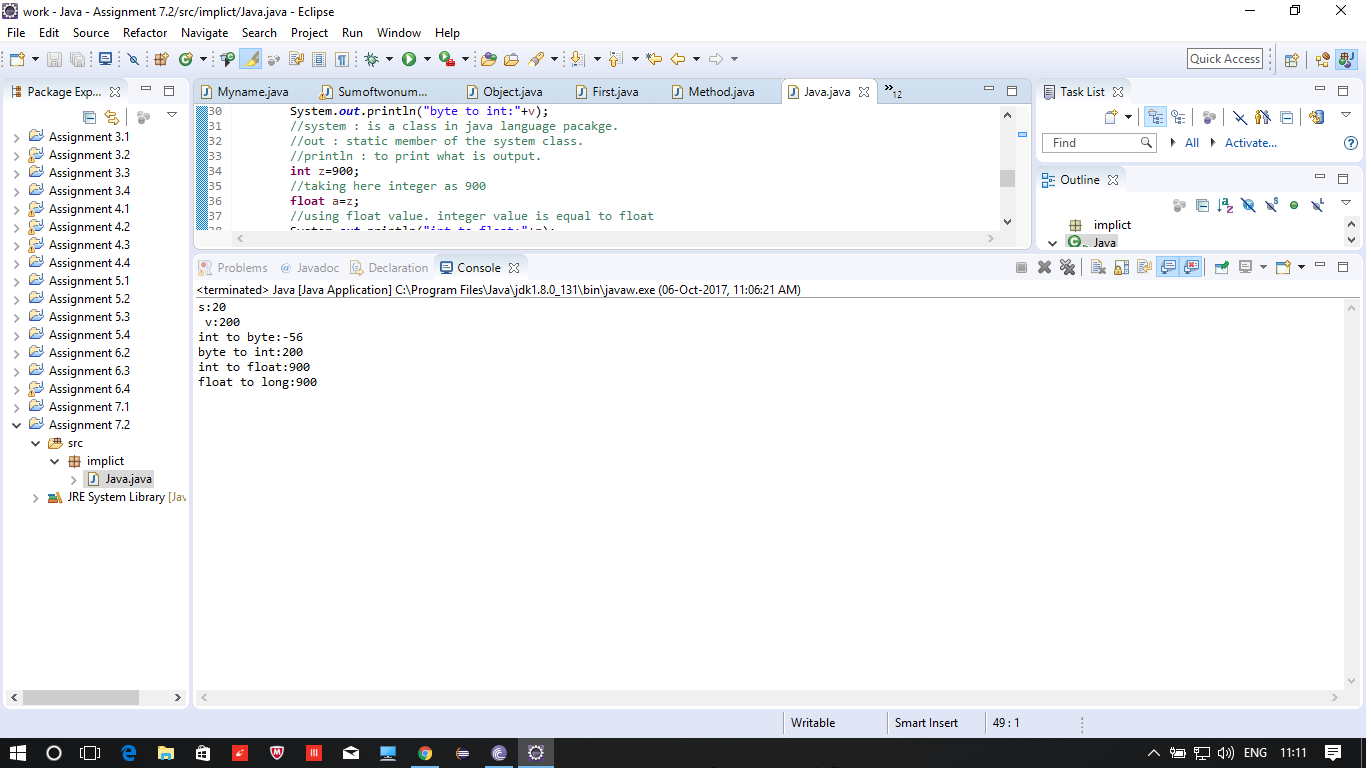 work - Java - Assignment 7.2/src/implict/Java.java - Eclipse
File Edit Source Refactor Navigate Search Project Run Window Help
Quick Access
Package Exp...
Myname.java Sumoftwonum... Object.java First.java Method.java Java.java »12
Task List
Find All Activate...
Outline
implict
Java
Assignment 3.1
Assignment 3.2
Assignment 3.3
Assignment 3.4
Assignment 4.1
Assignment 4.2
Assignment 4.3
Assignment 4.4
Assignment 5.1
Assignment 5.2
Assignment 5.3
Assignment 5.4
Assignment 6.2
Assignment 6.3
Assignment 6.4
Assignment 7.1
Assignment 7.2
src
implict
Java.java
JRE System Library [Jav
30 System.out.println("byte to int:"+v);
31 //system : is a class in java language pacakge.
32 //out : static member of the system class.
33 //println : to print what is output.
34 int z=900;
35 //taking here integer as 900
36 float a=z;
37 //using float value. integer value is equal to float
38 System.out.println("int to float:"+z);
Problems @ Javadoc Declaration Console
<terminated> Java [Java Application] C:\Program Files\Java\jdk1.8.0_131\bin\javaw.exe (06-Oct-2017, 11:06:21 AM)
s:20
v:200
int to byte:-56
byte to int:200
int to float:900
float to long:900
Writable Smart Insert 49 : 1
ENG 11:11